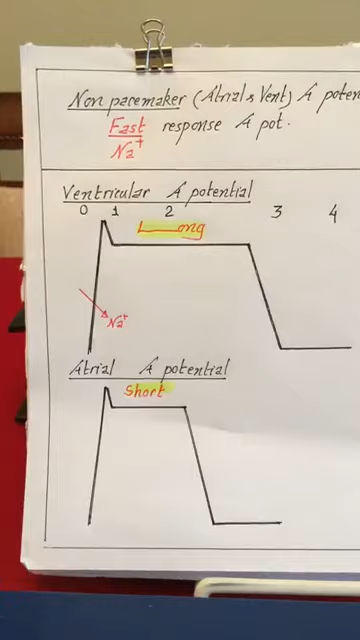 Non pacemaker (Atrial & Vent) A poten
Fast response A pot.
Na+
Ventricular A potential
0 1 2 3 4
Long
Na+
Atrial A potential
Short